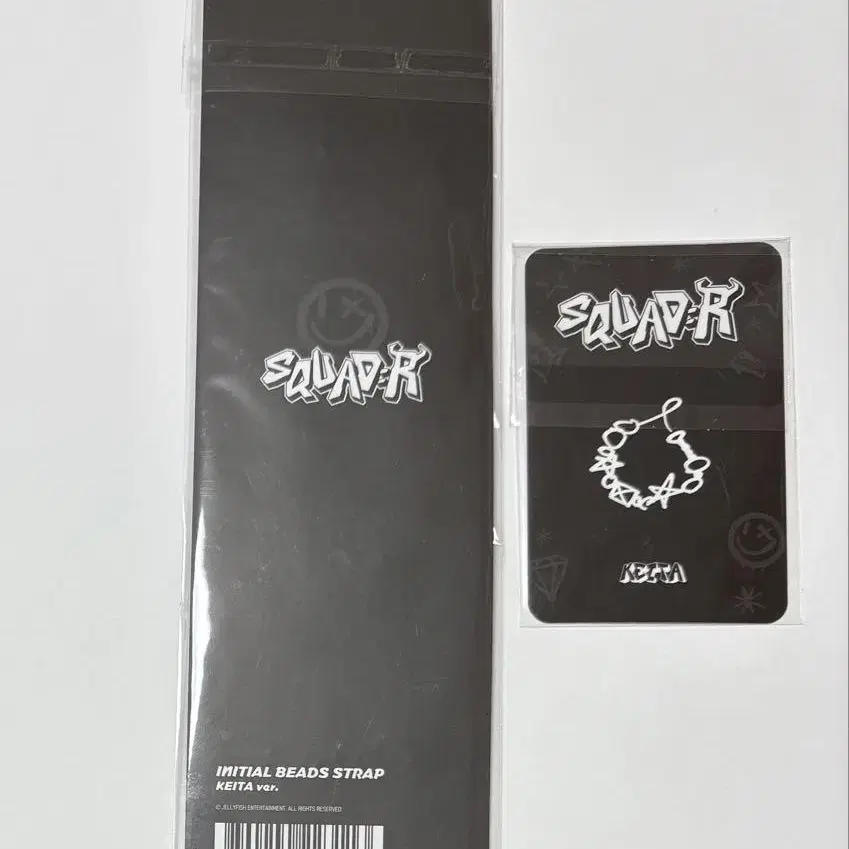 SQUAD:R
INITIAL BEADS STRAP
KEITA ver.
© JELLYFISH ENTERTAINMENT. ALL RIGHTS RESERVED.
SQUAD:R
KEITA